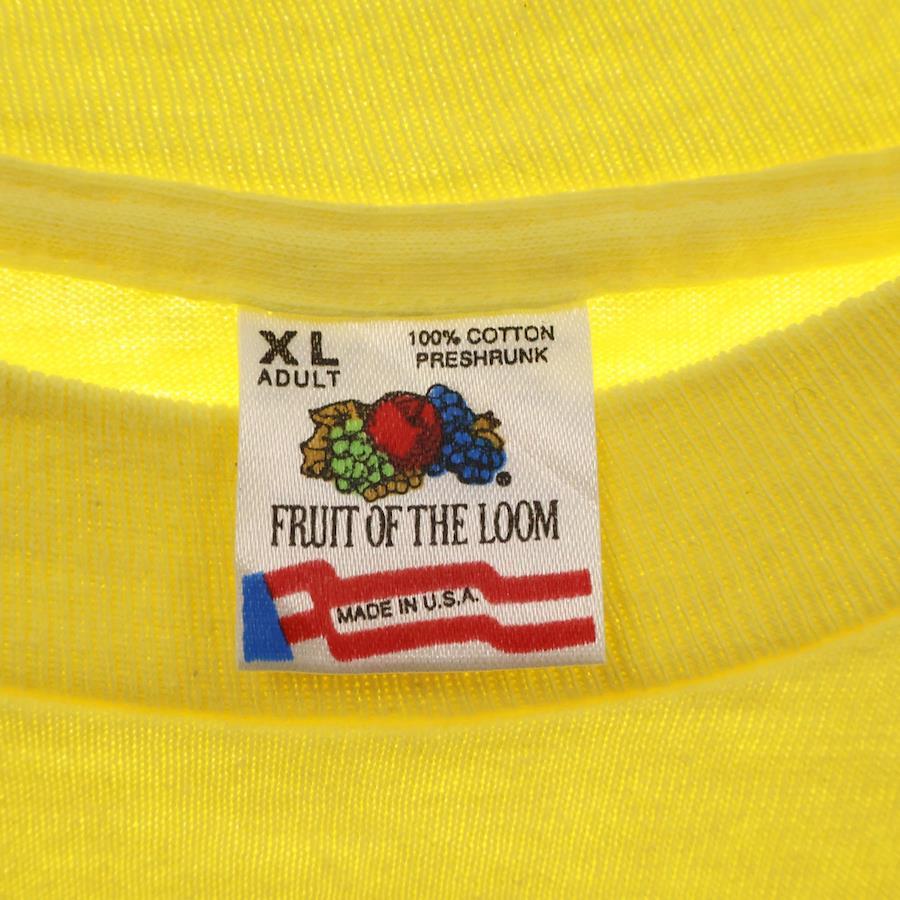 XL
ADULT
100% COTTON
PRESHRUNK
FRUIT OF THE LOOM
MADE IN U.S.A.